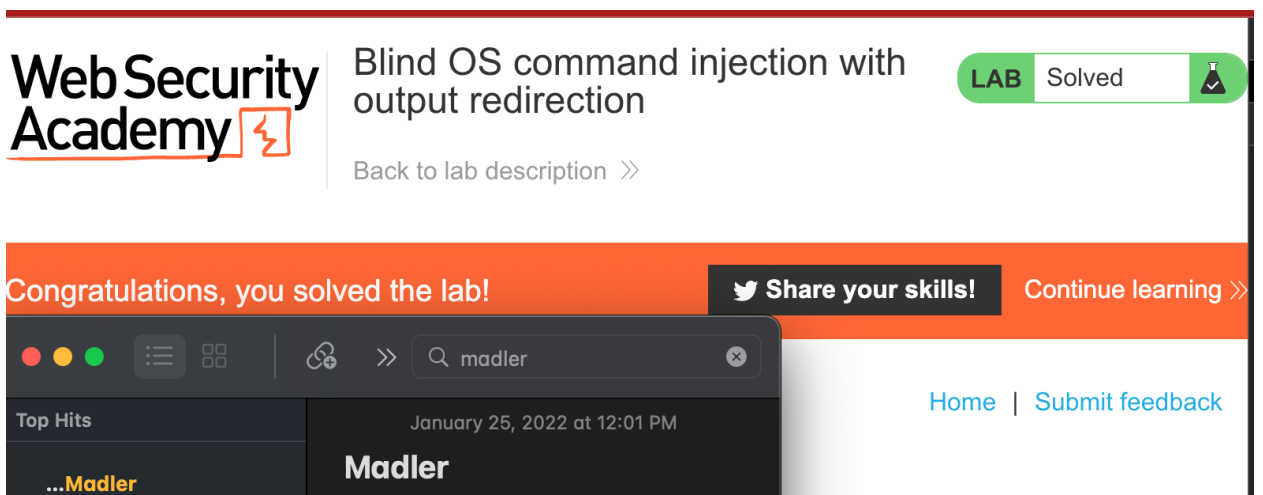 Web Security
Academy
Blind OS command injection with
output redirection
LAB Solved
Back to lab description
Congratulations, you solved the lab!
Share your skills!
Continue learning
madler
Home | Submit feedback
Top Hits
January 25, 2022 at 12:01 PM
...Madler
Madler